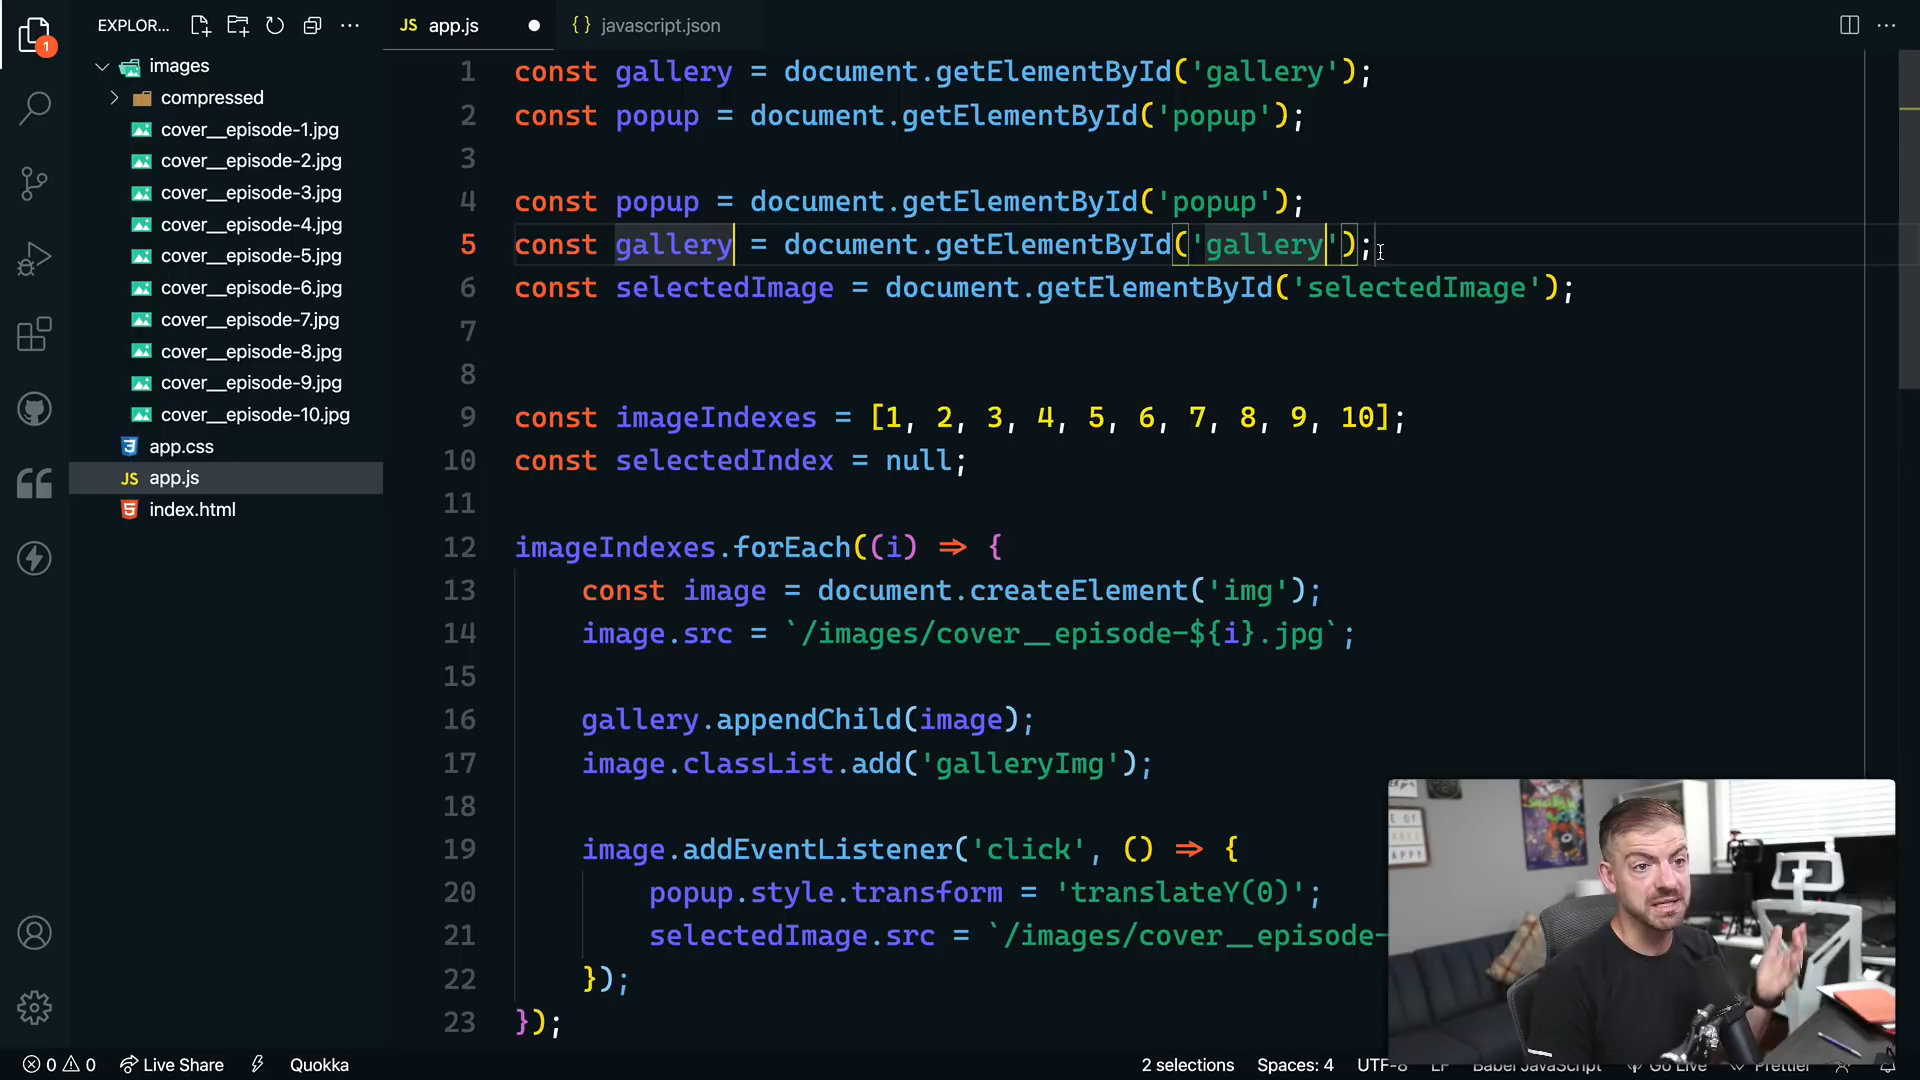 EXPLOR...
JS app.js
{ } javascript.json
1
images
compressed
cover__episode-1.jpg
cover__episode-2.jpg
cover__episode-3.jpg
cover__episode-4.jpg
cover__episode-5.jpg
cover__episode-6.jpg
cover__episode-7.jpg
cover__episode-8.jpg
cover__episode-9.jpg
cover__episode-10.jpg
app.css
JS app.js
index.html
1 const gallery = document.getElementById('gallery');
2 const popup = document.getElementById('popup');
3
4 const popup = document.getElementById('popup');
5 const gallery = document.getElementById('gallery');
6 const selectedImage = document.getElementById('selectedImage');
7
8
9 const imageIndexes = [1, 2, 3, 4, 5, 6, 7, 8, 9, 10];
10 const selectedIndex = null;
11
12 imageIndexes.forEach((i) => {
13 const image = document.createElement('img');
14 image.src = `/images/cover__episode-${i}.jpg`;
15
16 gallery.appendChild(image);
17 image.classList.add('galleryImg');
18
19 image.addEventListener('click', () => {
20 popup.style.transform = 'translateY(0)';
21 selectedImage.src = `/images/cover__episode-
22 });
23 });
0 0 Live Share Quokka 2 selections Spaces: 4 UTF-8 LF Babel JavaScript Go Live Prettier